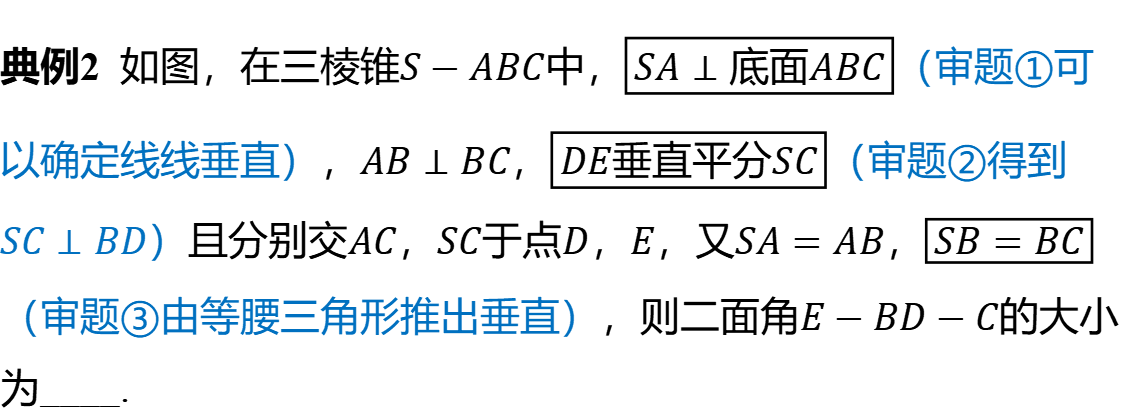 典例2 如图，在三棱锥S − ABC中，SA ⊥ 底面ABC（审题①可
以确定线线垂直），AB ⊥ BC，DE垂直平分SC（审题②得到
SC ⊥ BD）且分别交AC，SC于点D，E，又SA = AB，SB = BC
（审题③由等腰三角形推出垂直），则二面角E − BD − C的大小
为____.